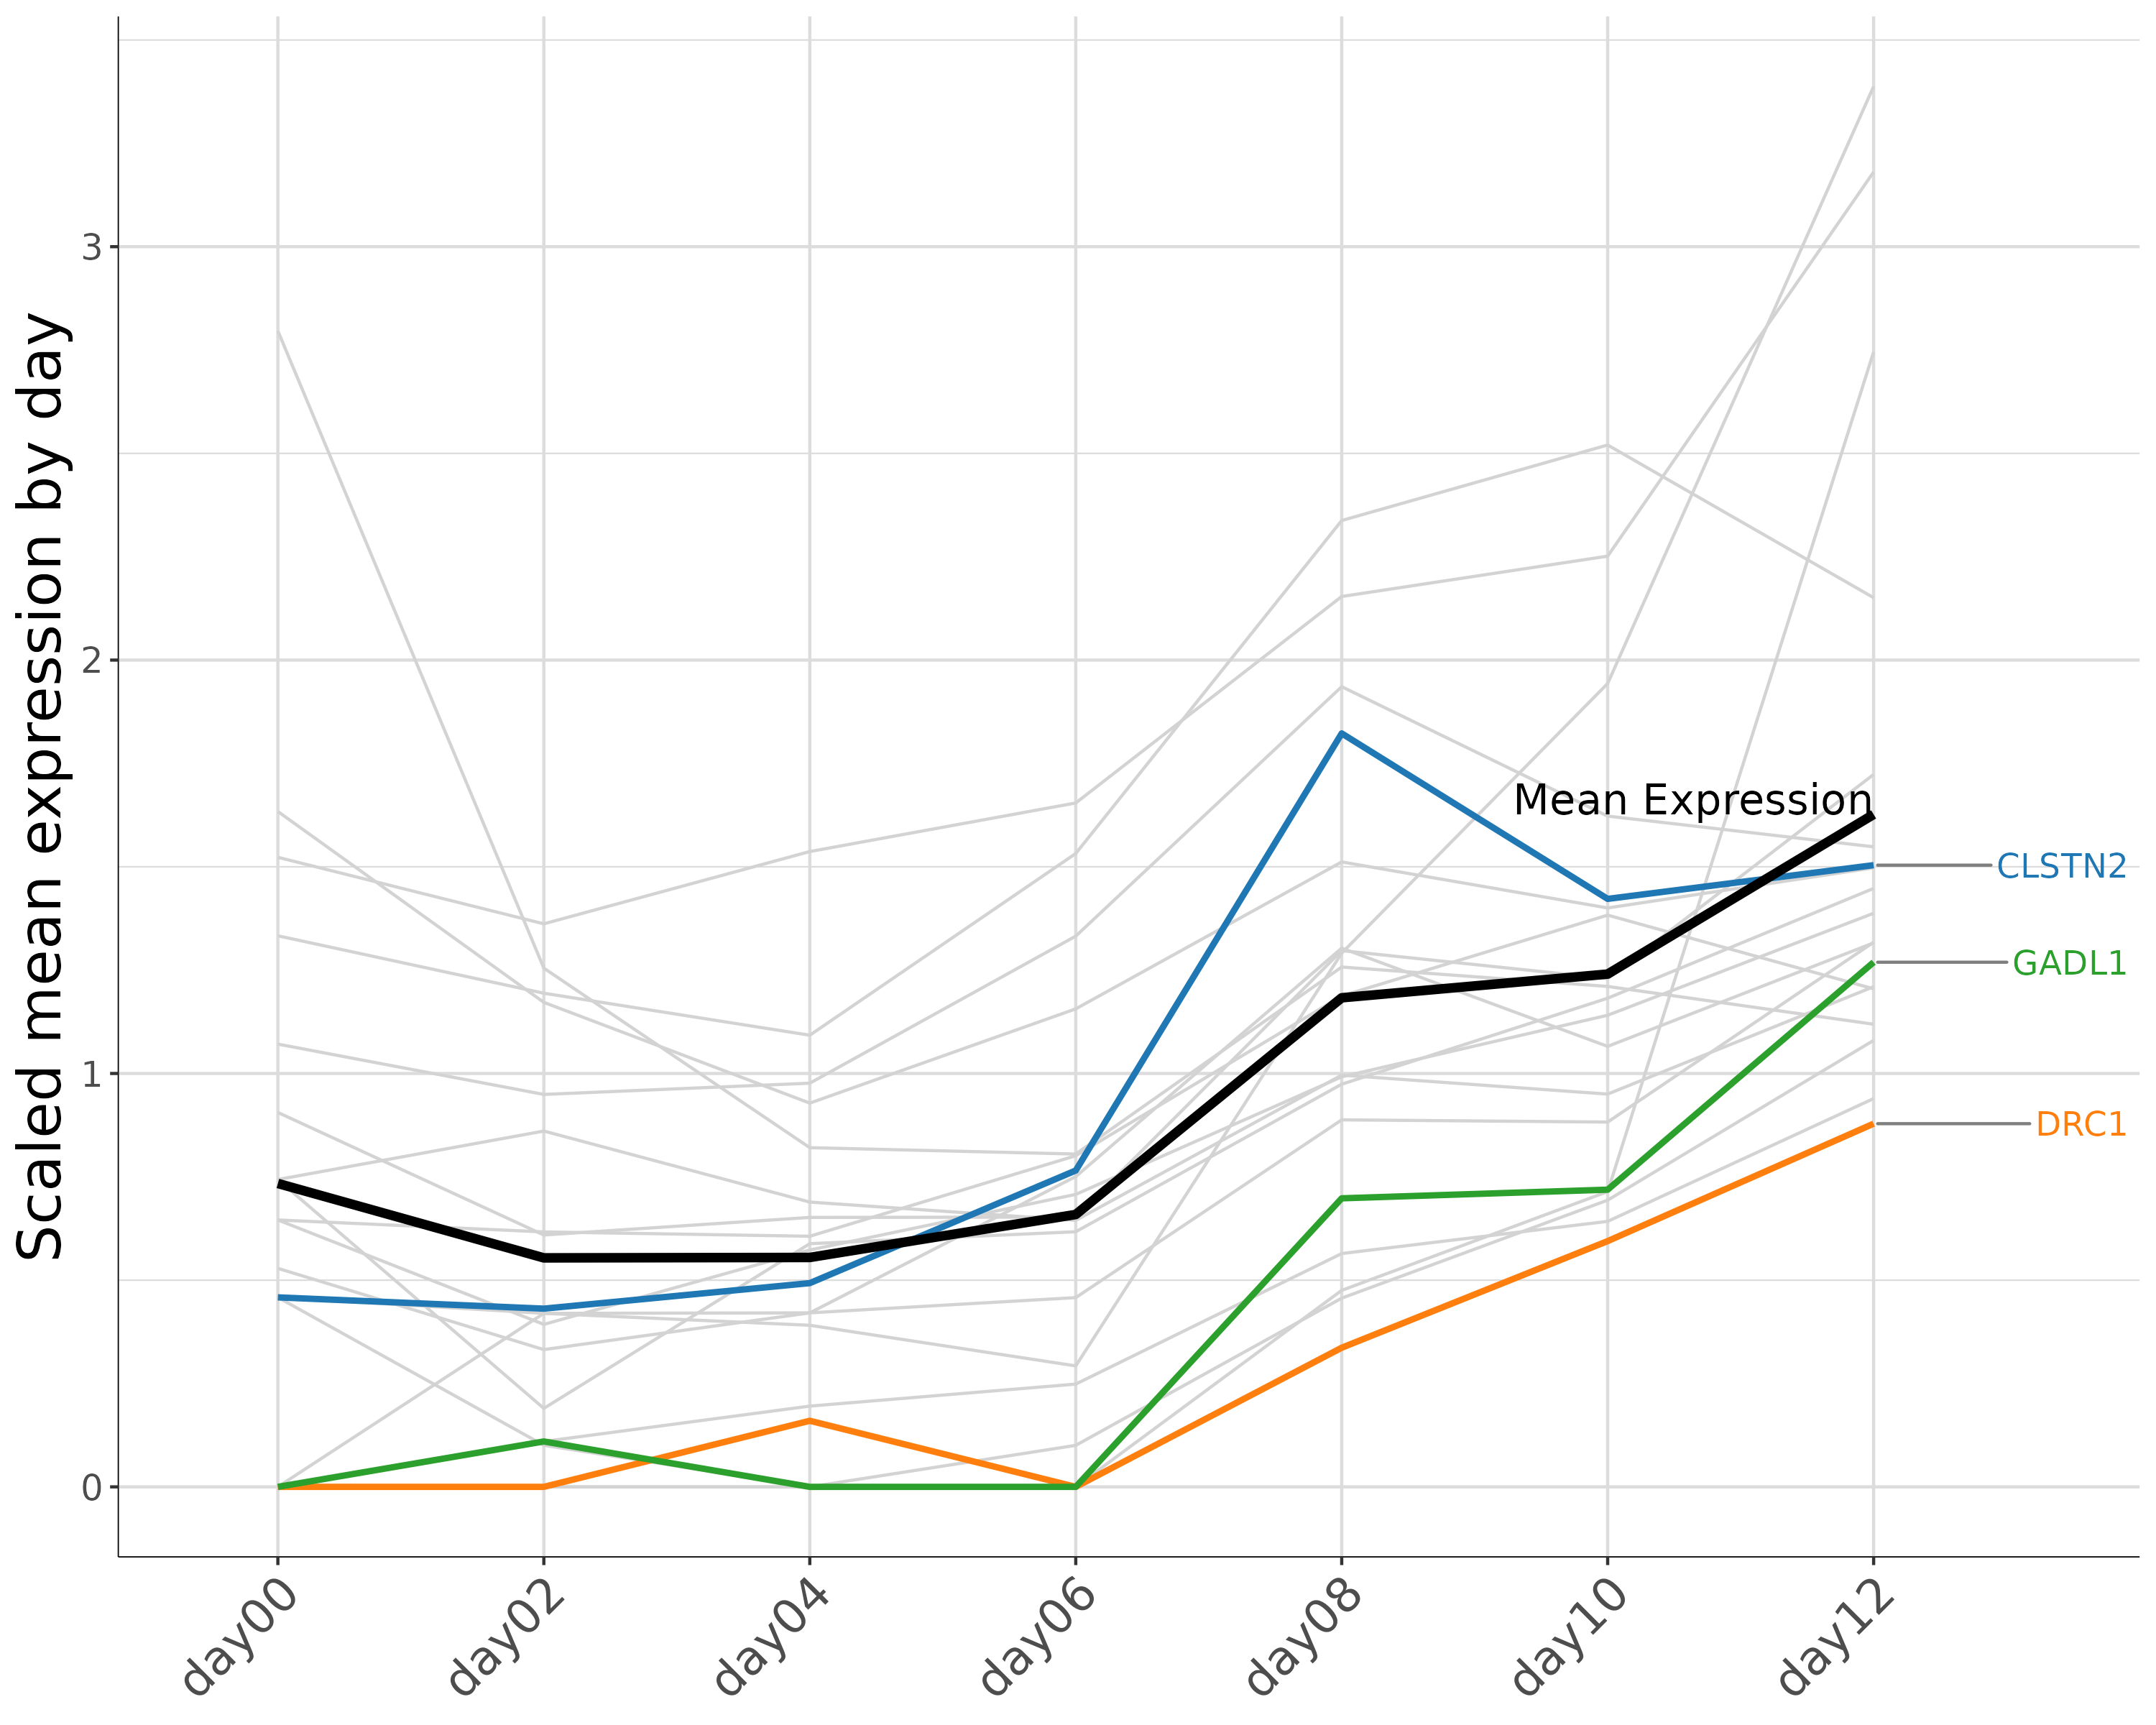 Scaled mean expression by day
3
2
1
0
Mean Expression
CLSTN2
GADL1
DRC1
day00
day02
day04
day06
day08
day10
day12